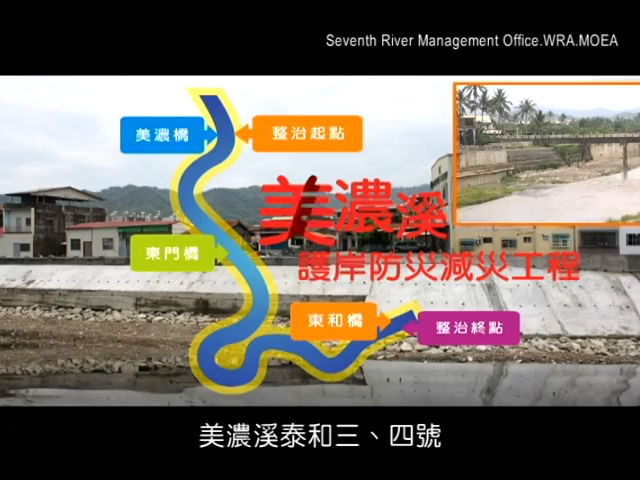 Seventh River Management Office.WRA.MOEA
美濃橋
整治起點
美濃溪
護岸防災減災工程
東門橋
東和橋
整治終點
美濃溪泰和三、四號